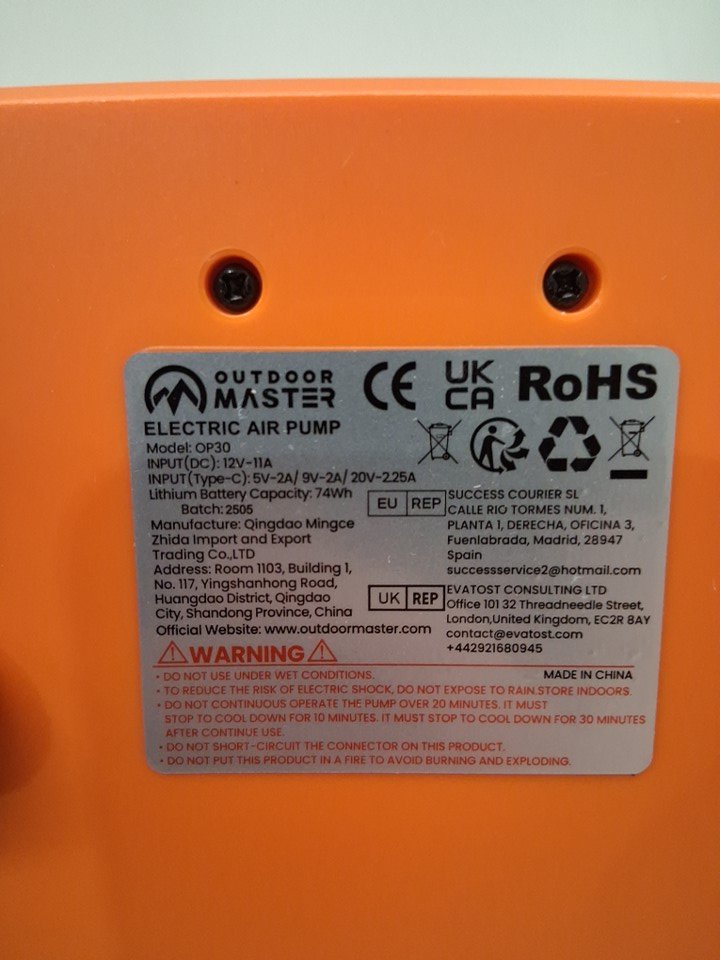 OUTDOOR
MASTER
CE
UK
CA
RoHS
ELECTRIC AIR PUMP
Model: OP30
INPUT(DC): 12V-11A
INPUT(Type-C): 5V-2A/ 9V-2A/ 20V-2.25A
Lithium Battery Capacity: 74Wh
Batch: 2505
Manufacture: Qingdao Mingce
Zhida Import and Export
Trading Co.,LTD
Address: Room 1103, Building 1,
No. 117, Yingshanhong Road,
Huangdao District, Qingdao
City, Shandong Province, China
Official Website: www.outdoormaster.com
EU REP
SUCCESS COURIER SL
CALLE RIO TORMES NUM. 1,
PLANTA 1, DERECHA, OFICINA 3,
Fuenlabrada, Madrid, 28947
Spain
successservice2@hotmail.com
UK REP
EVATOST CONSULTING LTD
Office 101 32 Threadneedle Street,
London,United Kingdom, EC2R 8AY
contact@evatost.com
+442921680945
WARNING
MADE IN CHINA
• DO NOT USE UNDER WET CONDITIONS.
• TO REDUCE THE RISK OF ELECTRIC SHOCK, DO NOT EXPOSE TO RAIN.STORE INDOORS.
• DO NOT CONTINUOUS OPERATE THE PUMP OVER 20 MINUTES. IT MUST
STOP TO COOL DOWN FOR 10 MINUTES. IT MUST STOP TO COOL DOWN FOR 30 MINUTES
AFTER CONTINUE USE.
• DO NOT SHORT-CIRCUIT THE CONNECTOR ON THIS PRODUCT.
• DO NOT PUT THIS PRODUCT IN A FIRE TO AVOID BURNING AND EXPLODING.